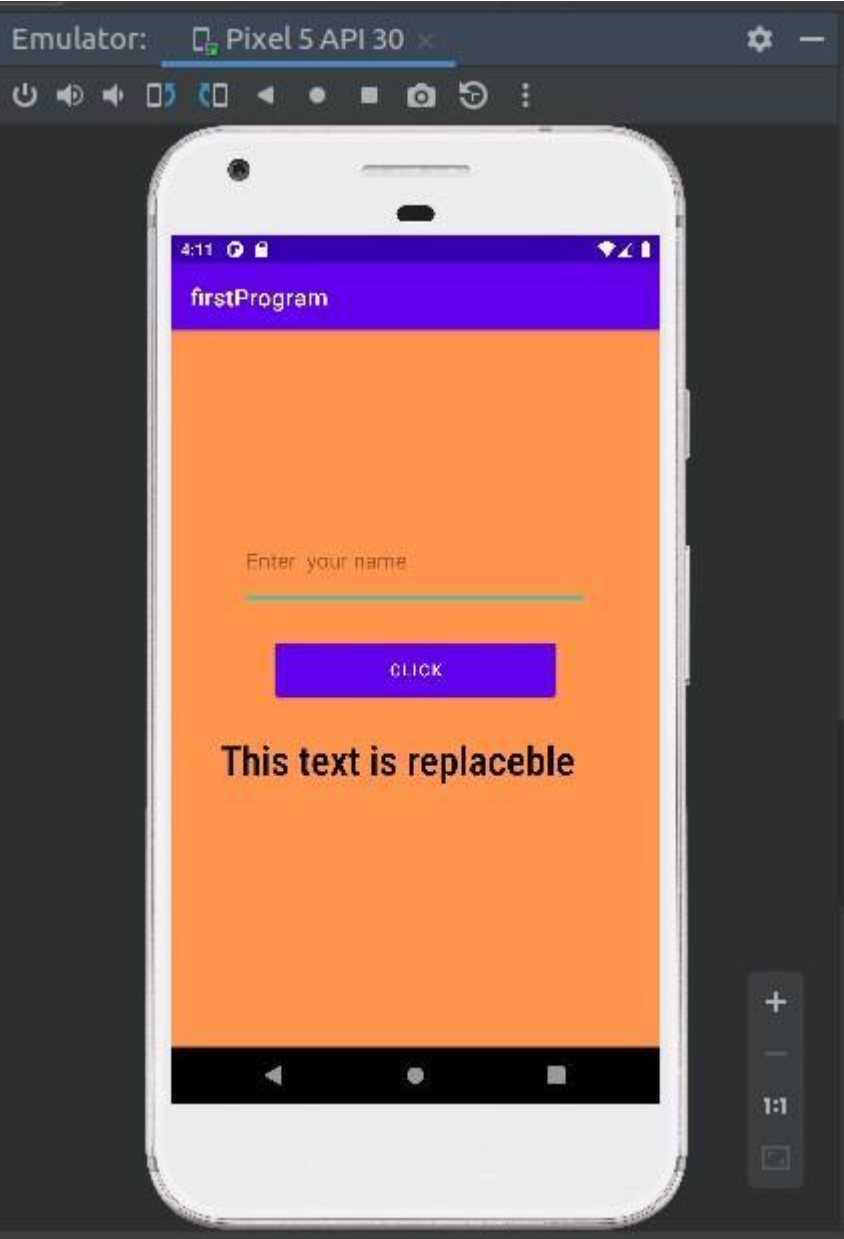 Emulator: Pixel 5 API 30
4:11
firstProgram
Enter your name
CLICK
This text is replaceble
1:1